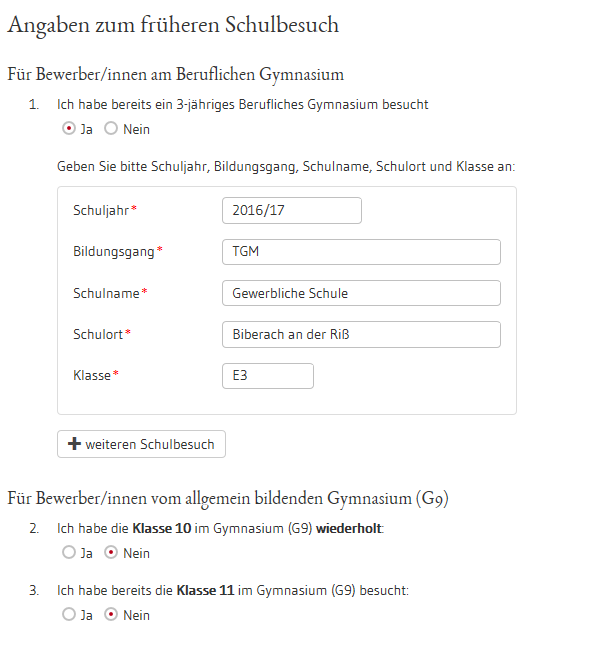 Angaben zum früheren Schulbesuch
Für Bewerber/innen am Beruflichen Gymnasium
1. Ich habe bereits ein 3-jähriges Berufliches Gymnasium besucht
Ja Nein
Geben Sie bitte Schuljahr, Bildungsgang, Schulname, Schulort und Klasse an:
Schuljahr* 2016/17
Bildungsgang* TGM
Schulname* Gewerbliche Schule
Schulort* Biberach an der Riß
Klasse* E3
+ weiteren Schulbesuch
Für Bewerber/innen vom allgemein bildenden Gymnasium (G9)
2. Ich habe die Klasse 10 im Gymnasium (G9) wiederholt:
Ja Nein
3. Ich habe bereits die Klasse 11 im Gymnasium (G9) besucht:
Ja Nein